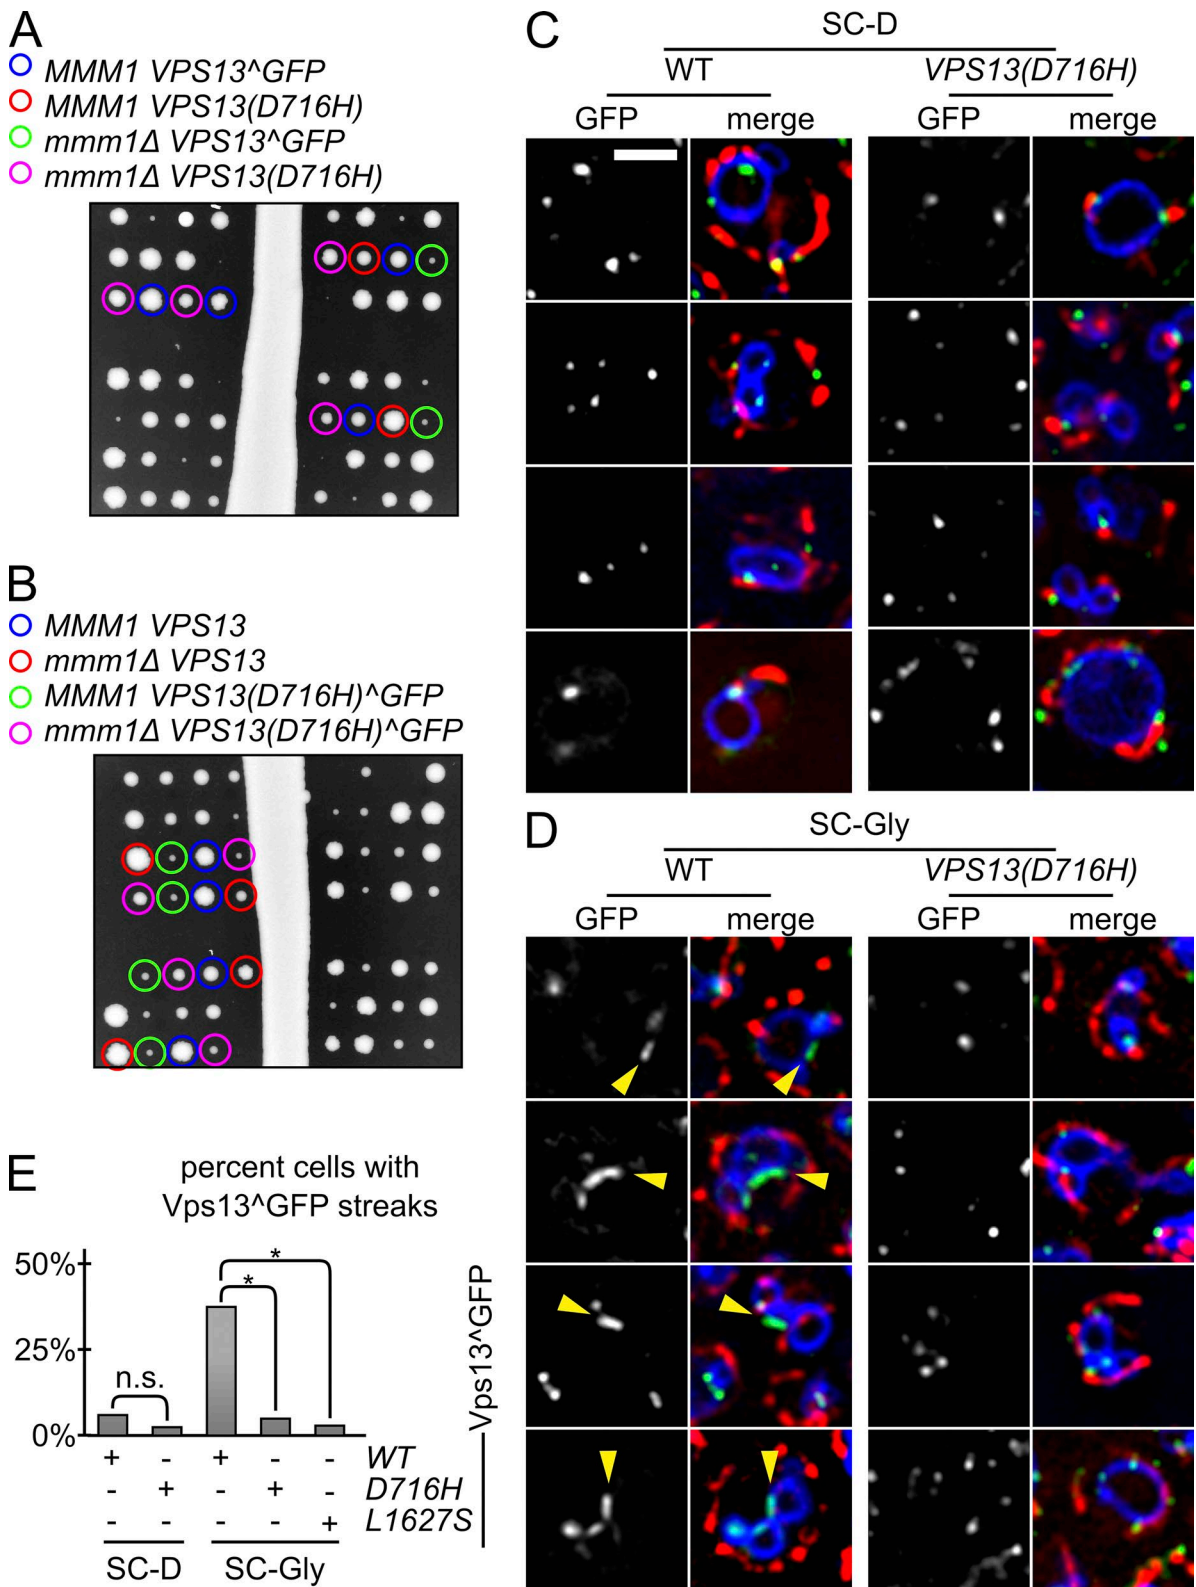 A
MMM1 VPS13^GFP
MMM1 VPS13(D716H)
mmm1Δ VPS13^GFP
mmm1Δ VPS13(D716H)
B
MMM1 VPS13
mmm1Δ VPS13
MMM1 VPS13(D716H)^GFP
mmm1Δ VPS13(D716H)^GFP
C
SC-D
WT VPS13(D716H)
GFP merge GFP merge
D
SC-Gly
WT VPS13(D716H)
GFP merge GFP merge
E
percent cells with
Vps13^GFP streaks
50%
25%
0%
n.s.
*
*
Vps13^GFP
+ - + - - WT
- + - + - D716H
- - - - + L1627S
SC-D SC-Gly